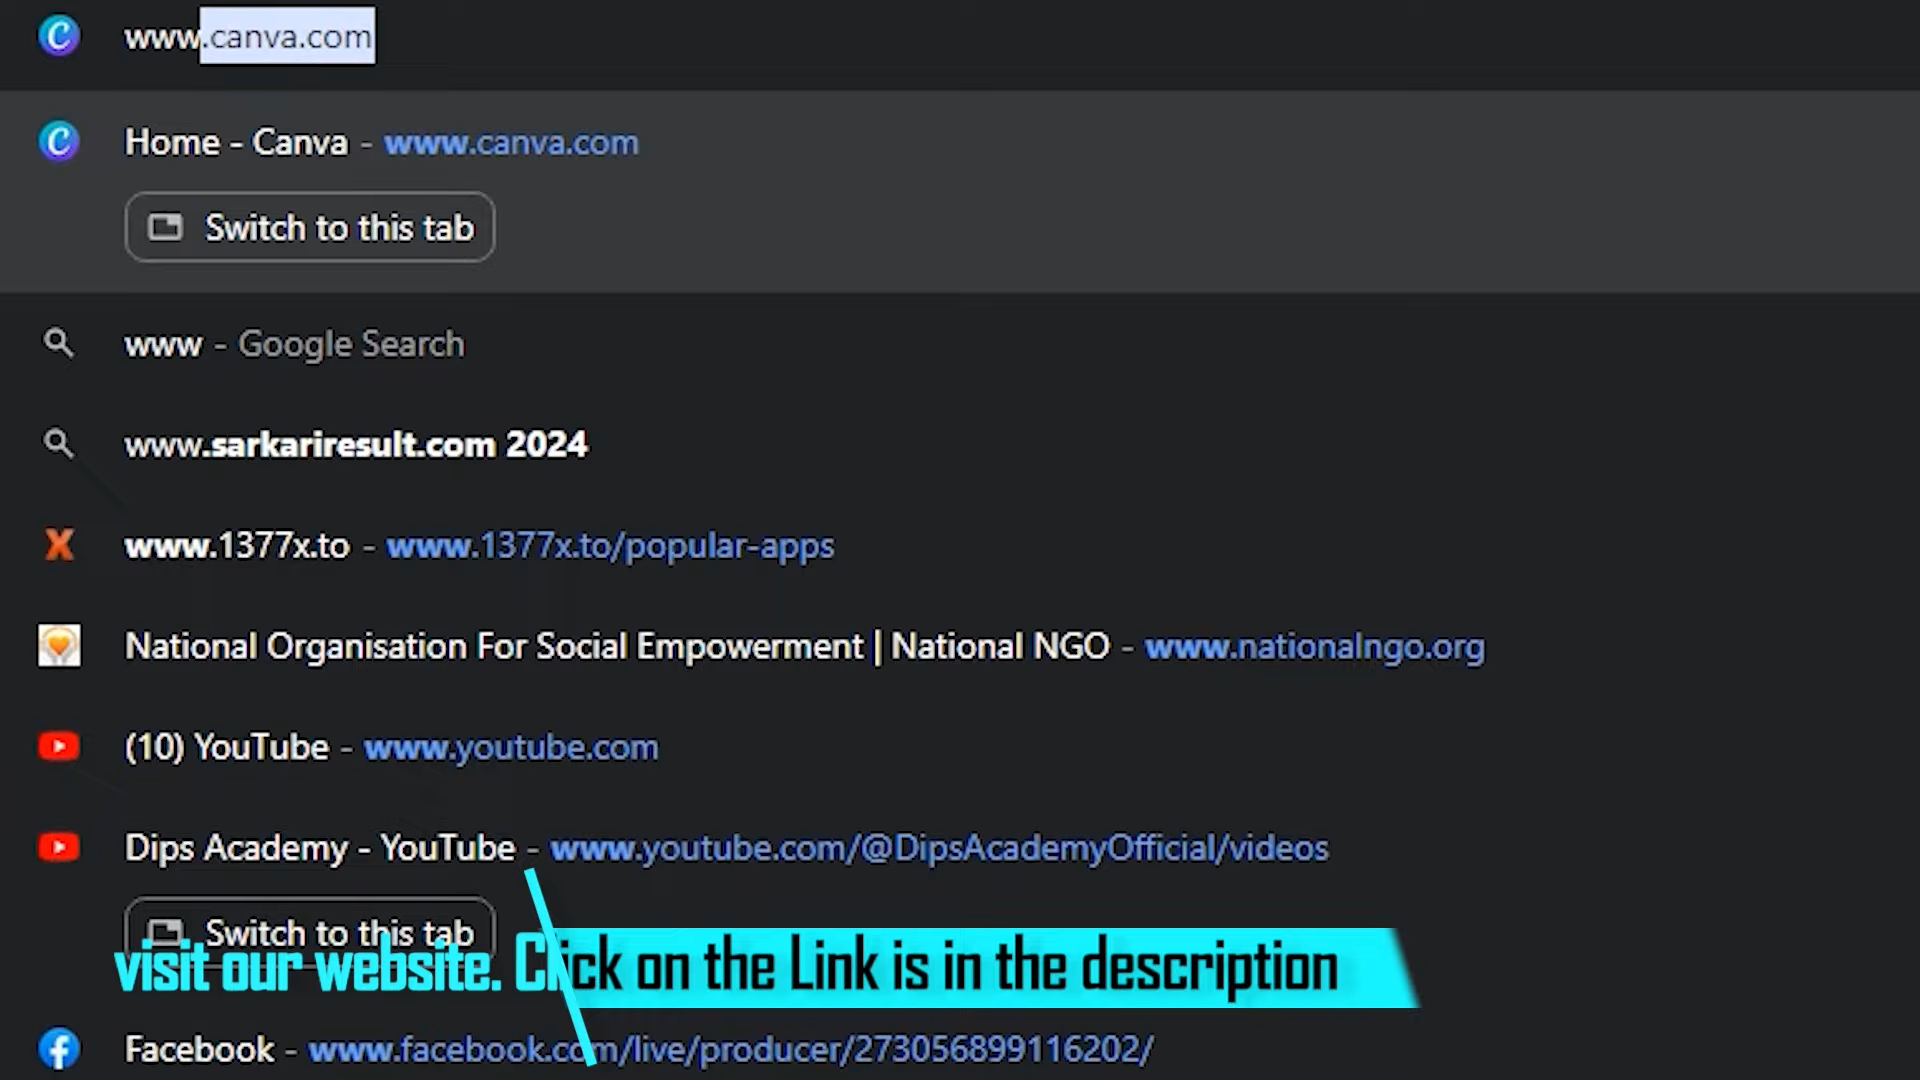 www.canva.com
Home - Canva - www.canva.com
Switch to this tab
www - Google Search
www.sarkariresult.com 2024
www.1377x.to - www.1377x.to/popular-apps
National Organisation For Social Empowerment | National NGO - www.nationalngo.org
(10) YouTube - www.youtube.com
Dips Academy - YouTube - www.youtube.com/@DipsAcademyOfficial/videos
Switch to this tab
visit our website. Click on the Link is in the description
Facebook - www.facebook.com/live/producer/273056899116202/